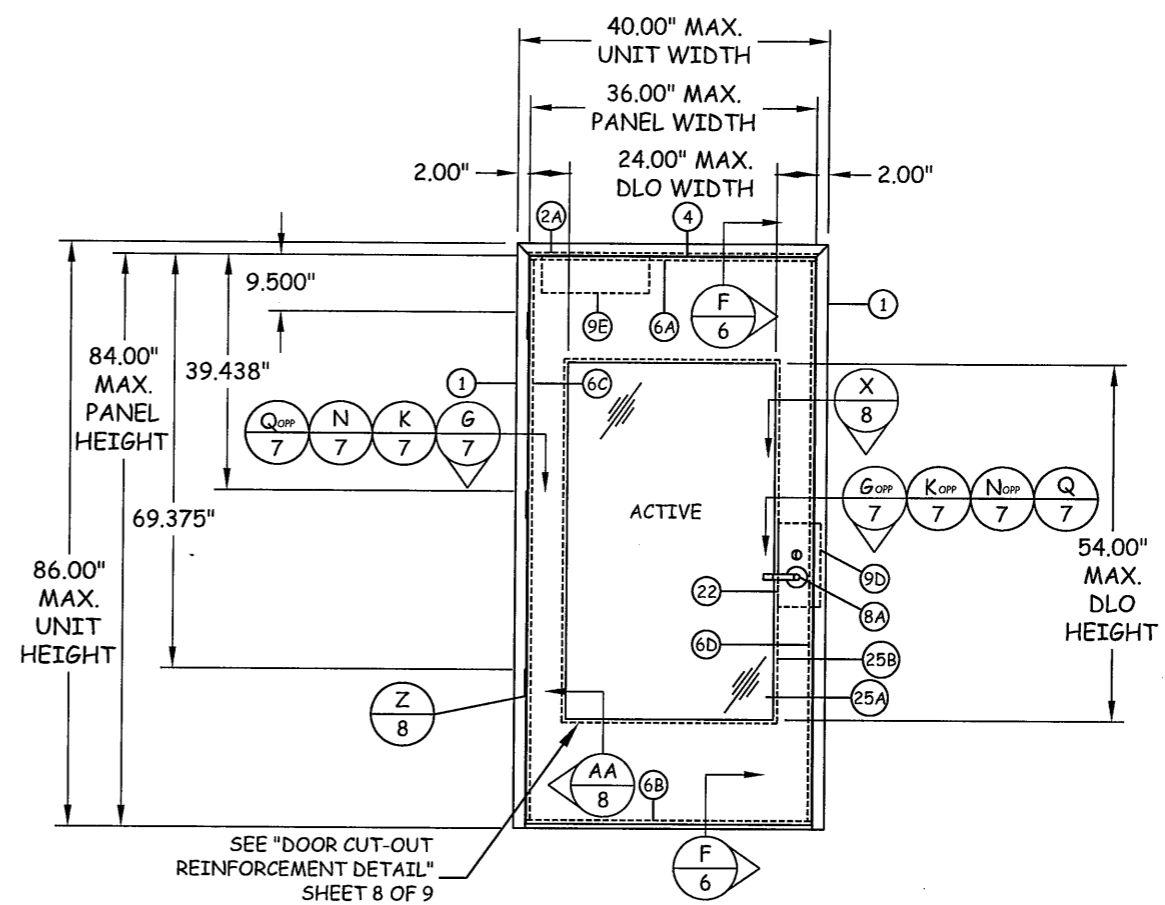 40.00" MAX.
UNIT WIDTH
36.00" MAX.
PANEL WIDTH
24.00" MAX.
DLO WIDTH
2.00"
2.00"
2A
4
9.500"
F
6
1
9E
6A
84.00"
MAX.
PANEL
HEIGHT
39.438"
1
6C
X
8
QOPP
7
N
7
K
7
G
7
GOPP
7
KOPP
7
NOPP
7
Q
7
69.375"
ACTIVE
54.00"
MAX.
DLO
HEIGHT
86.00"
MAX.
UNIT
HEIGHT
9D
22
8A
6D
25B
25A
Z
8
AA
8
6B
SEE "DOOR CUT-OUT
REINFORCEMENT DETAIL"
SHEET 8 OF 9
F
6